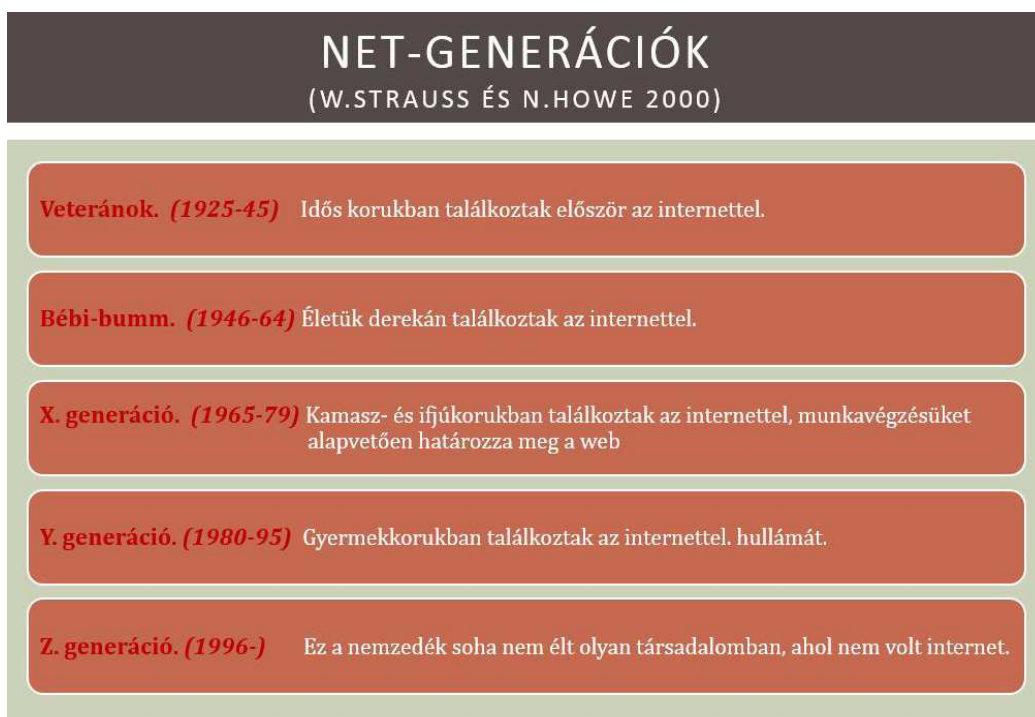 NET-GENERÁCIÓK
(W.STRAUSS ÉS N.HOWE 2000)
Veteránok. (1925-45) Idős korukban találkoztak először az internettel.
Bébi-bumm. (1946-64) Életük derekán találkoztak az internettel.
X. generáció. (1965-79) Kamasz- és ifjúkorukban találkoztak az internettel, munkavégzésüket
alapvetően határozza meg a web
Y. generáció. (1980-95) Gyermekkorukban találkoztak az internettel. hullámát.
Z. generáció. (1996-) Ez a nemzedék soha nem élt olyan társadalomban, ahol nem volt internet.